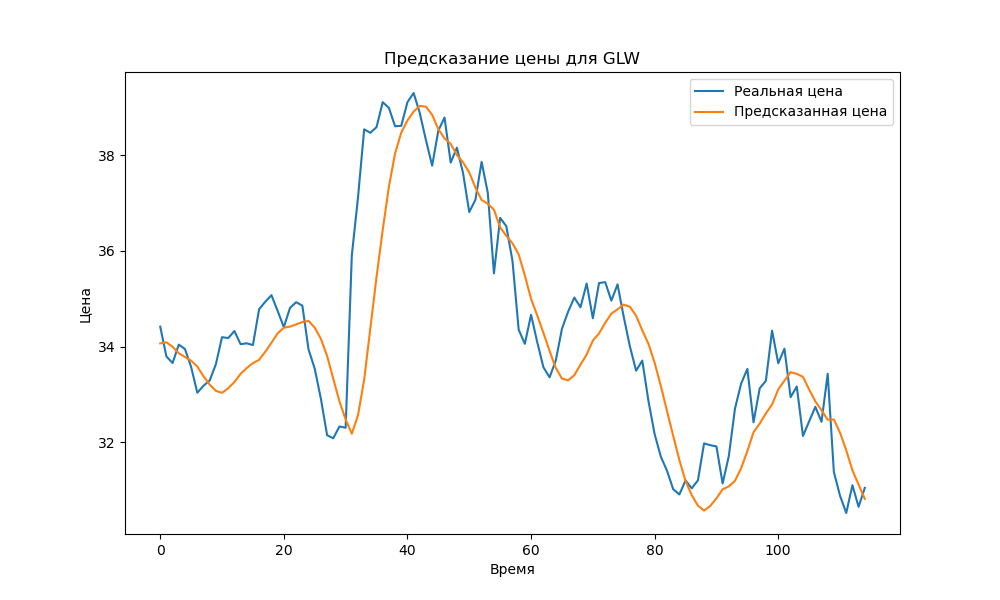 Предсказание цены для GLW
Реальная цена
Предсказанная цена
Цена
38
36
34
32
0 20 40 60 80 100
Время